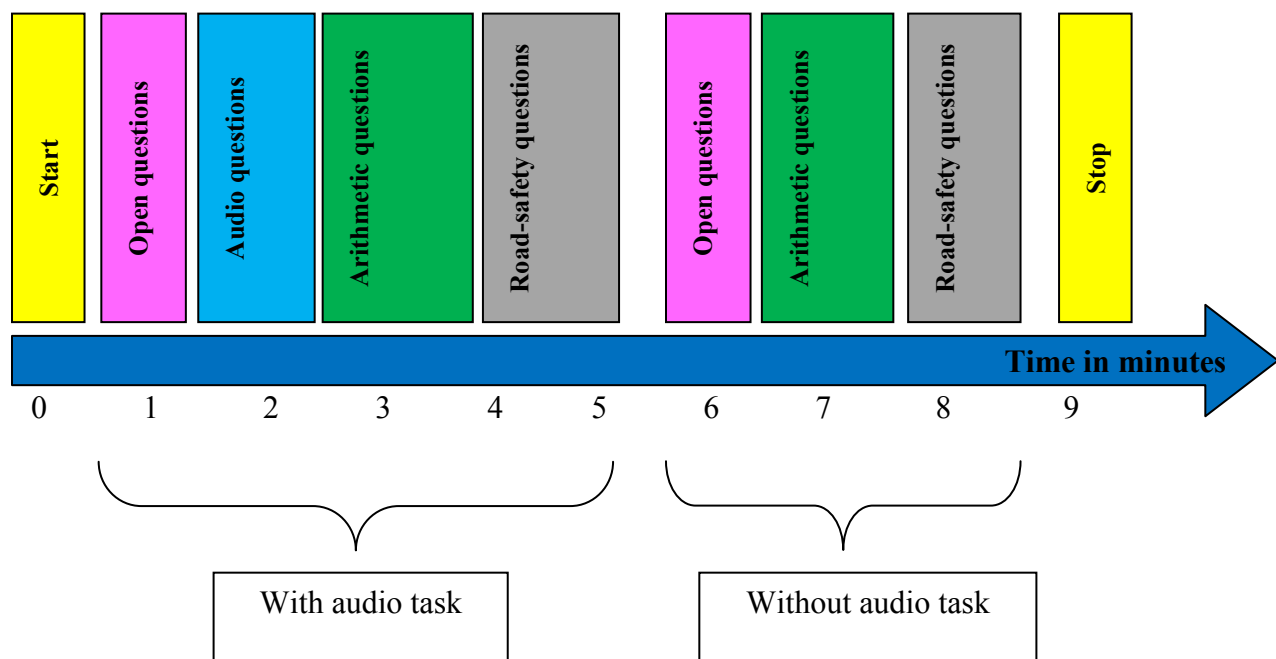 Start
Open questions
Audio questions
Arithmetic questions
Road-safety questions
Open questions
Arithmetic questions
Road-safety questions
Stop
Time in minutes
0 1 2 3 4 5 6 7 8 9
With audio task
Without audio task